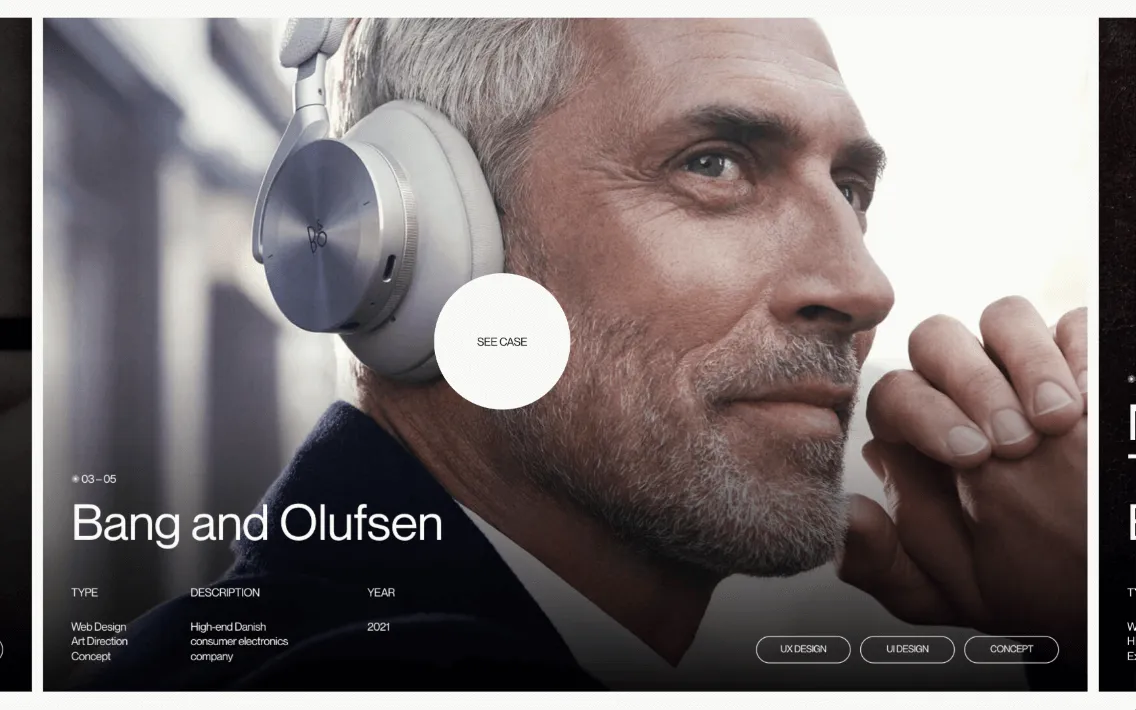 B&O
SEE CASE
03 – 05
Bang and Olufsen
TYPE
DESCRIPTION
YEAR
Web Design
Art Direction
Concept
High-end Danish
consumer electronics
company
2021
UX DESIGN
UI DESIGN
CONCEPT